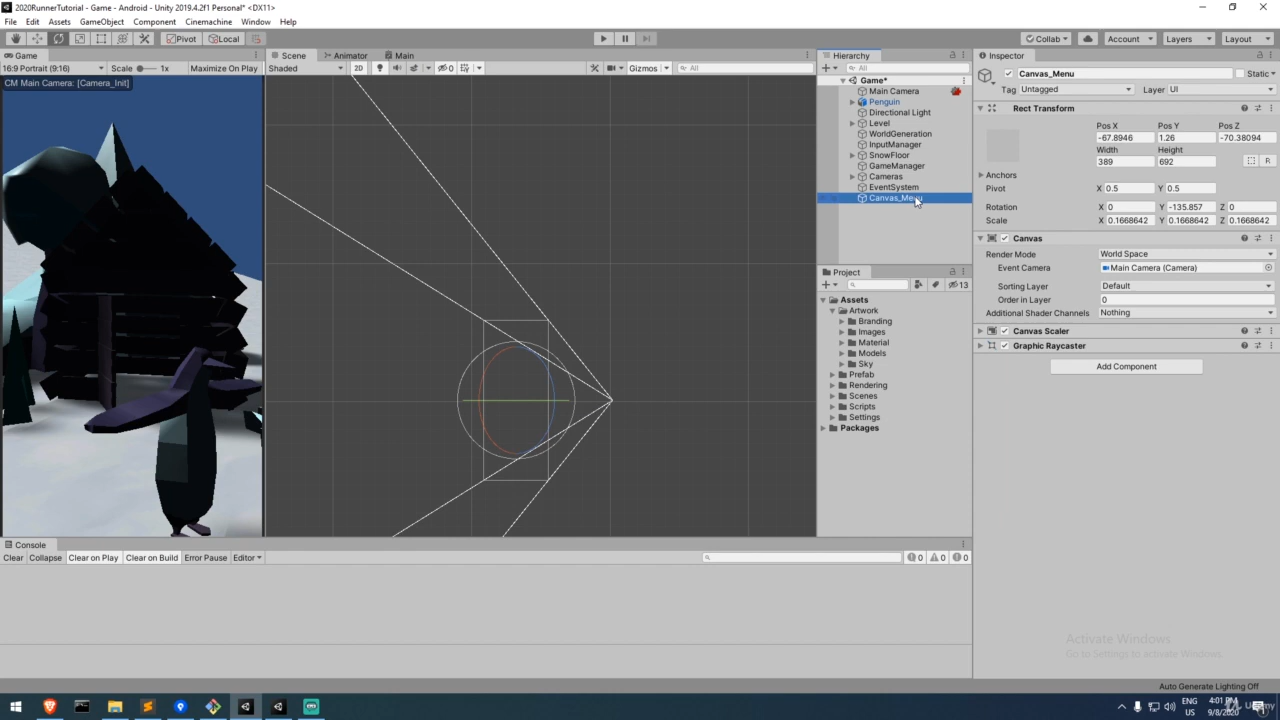 2020RunnerTutorial - Game - Android - Unity 2019.4.2f1 Personal* <DX11>
File Edit Assets GameObject Component Cinemachine Window Help
Pivot Local Collab Account Layers Layout
Game Scene Animator Main Hierarchy Inspector
16:9 Portrait (9:16) Scale 1x Maximize On Play Shaded 2D 0 Gizmos All
CM Main Camera: [Camera_Init]
All
Game*
Main Camera
Penguin
Directional Light
Level
WorldGeneration
InputManager
SnowFloor
GameManager
Cameras
EventSystem
Canvas_Menu
Project
13
Assets
Artwork
Branding
Images
Material
Models
Sky
Prefab
Rendering
Scenes
Scripts
Settings
Packages
Canvas_Menu Static
Tag Untagged Layer UI
Rect Transform
Pos X Pos Y Pos Z
-67.8946 1.26 -70.38094
Width Height
389 692 R
Anchors
Pivot X 0.5 Y 0.5
Rotation X 0 Y -135.857 Z 0
Scale X 0.1668642 Y 0.1668642 Z 0.1668642
Canvas
Render Mode World Space
Event Camera Main Camera (Camera)
Sorting Layer Default
Order in Layer 0
Additional Shader Channels Nothing
Canvas Scaler
Graphic Raycaster
Add Component
Console
Clear Collapse Clear on Play Clear on Build Error Pause Editor 0 0 0
Activate Windows
Go to Settings to activate Windows.
Auto Generate Lighting Off
ENG 4:01 PM
US 9/8/2020
Udemy